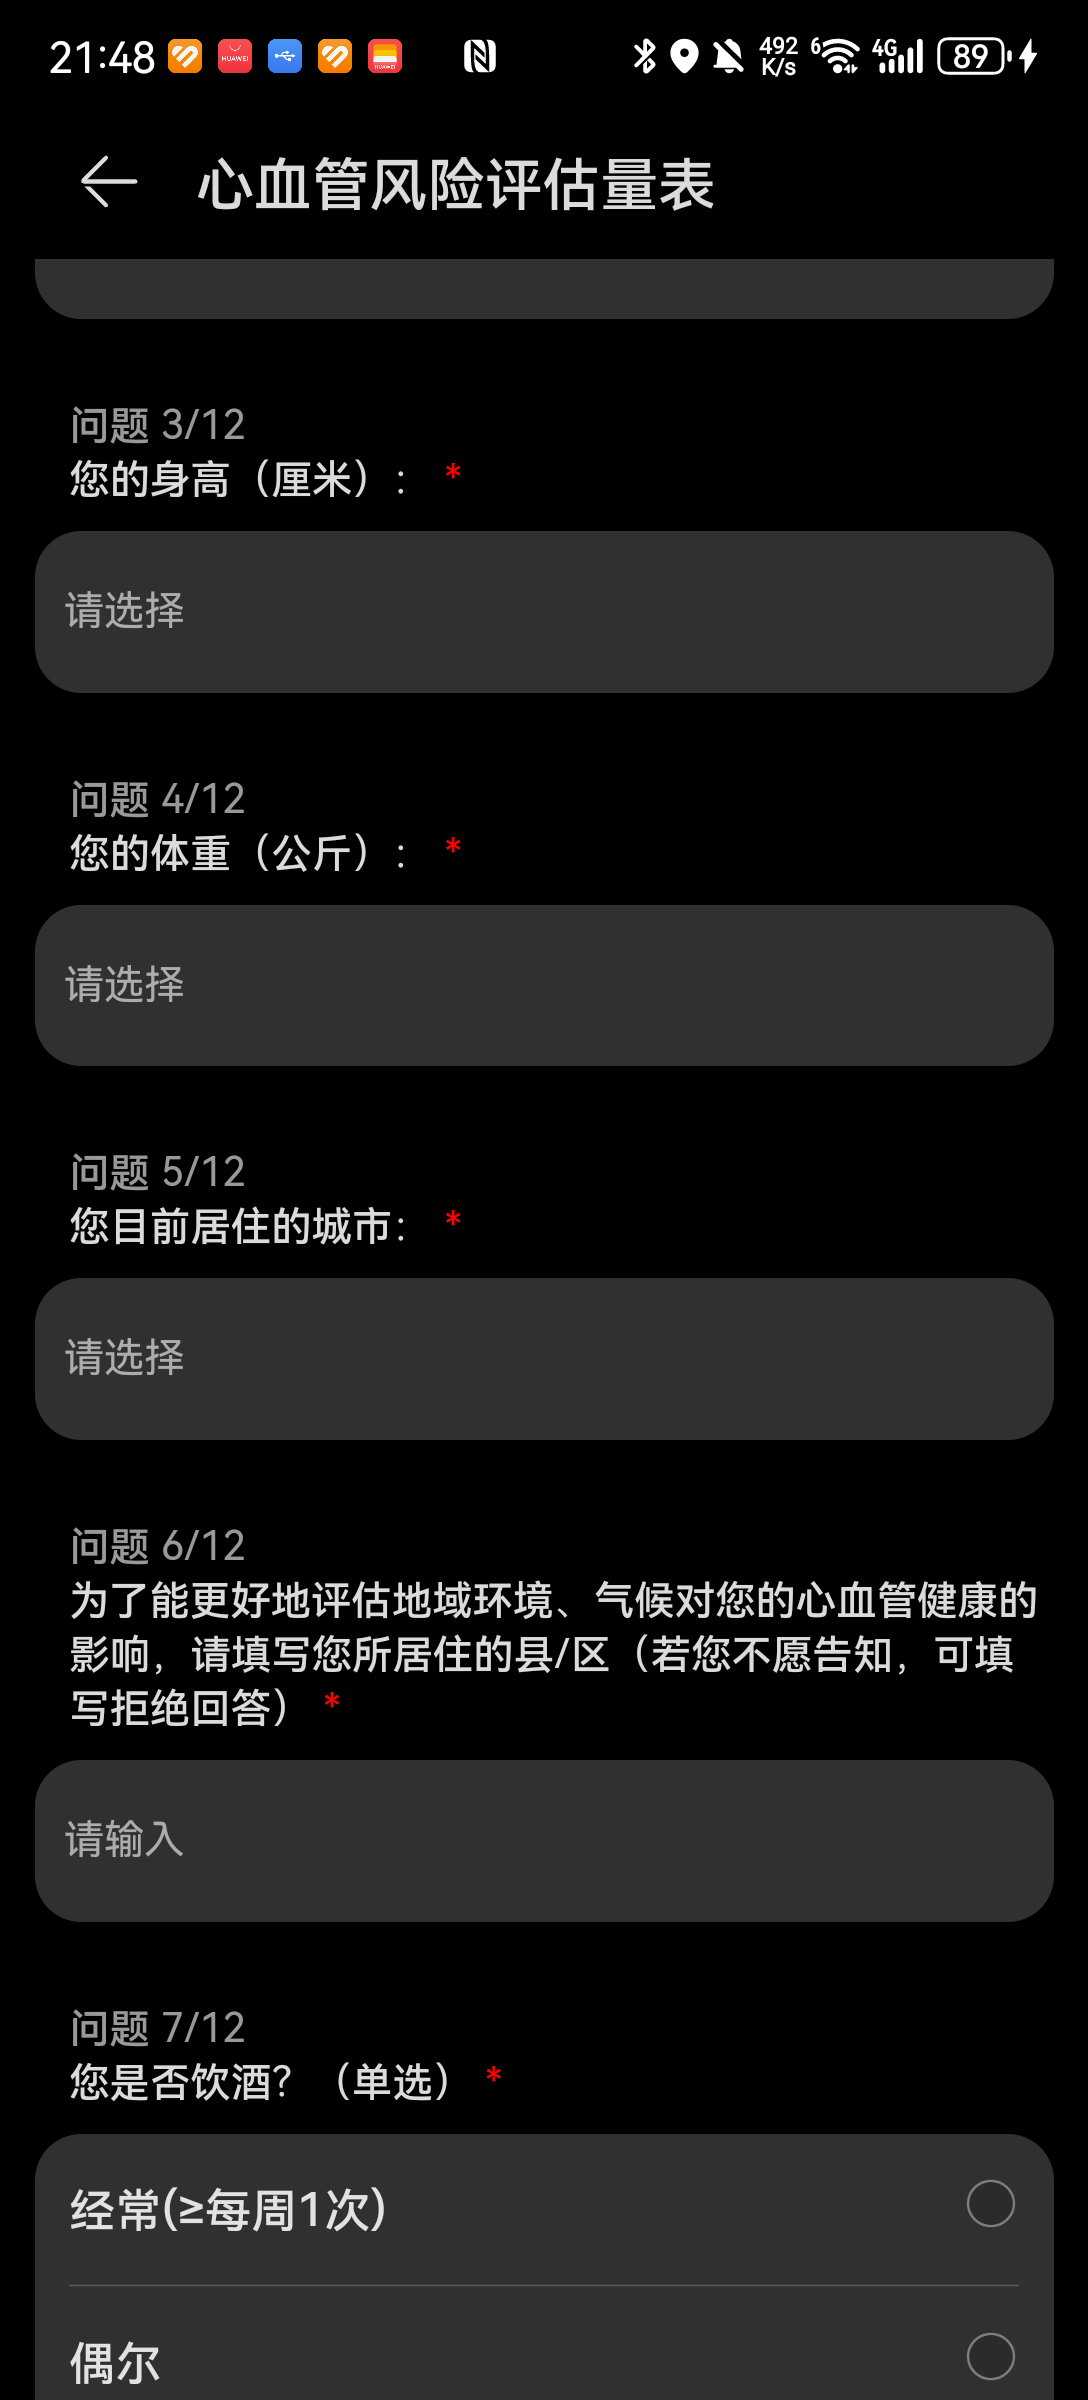 21:48
492 K/s
6
4G
89
心血管风险评估量表
问题 3/12
您的身高（厘米）： *
请选择
问题 4/12
您的体重（公斤）： *
请选择
问题 5/12
您目前居住的城市： *
请选择
问题 6/12
为了能更好地评估地域环境、气候对您的心血管健康的
影响，请填写您所居住的县/区（若您不愿告知，可填
写拒绝回答） *
请输入
问题 7/12
您是否饮酒？（单选） *
经常(≥每周1次)
偶尔